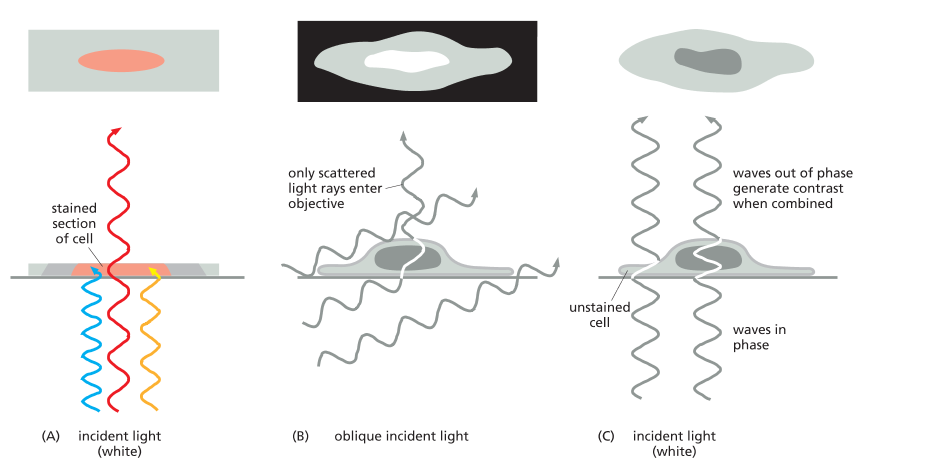 stained
section
of cell
(A) incident light
(white)
only scattered
light rays enter
objective
(B) oblique incident light
waves out of phase
generate contrast
when combined
unstained
cell
waves in
phase
(C) incident light
(white)